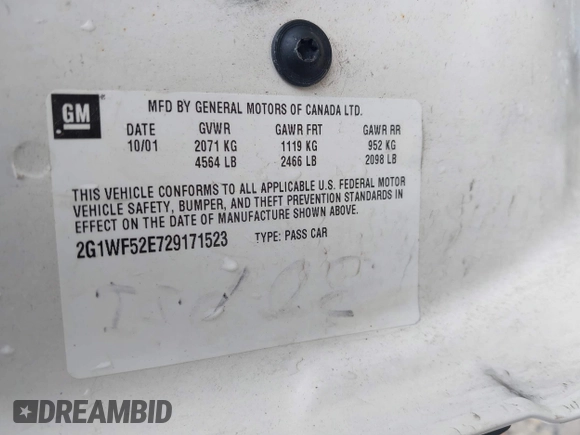 GM
MFD BY GENERAL MOTORS OF CANADA LTD.
DATE GVWR GAWR FRT GAWR RR
10/01 2071 KG 1119 KG 952 KG
4564 LB 2466 LB 2098 LB
THIS VEHICLE CONFORMS TO ALL APPLICABLE U.S. FEDERAL MOTOR
VEHICLE SAFETY, BUMPER, AND THEFT PREVENTION STANDARDS IN
EFFECT ON THE DATE OF MANUFACTURE SHOWN ABOVE.
2G1WF52E729171523 TYPE: PASS CAR
DREAMBID